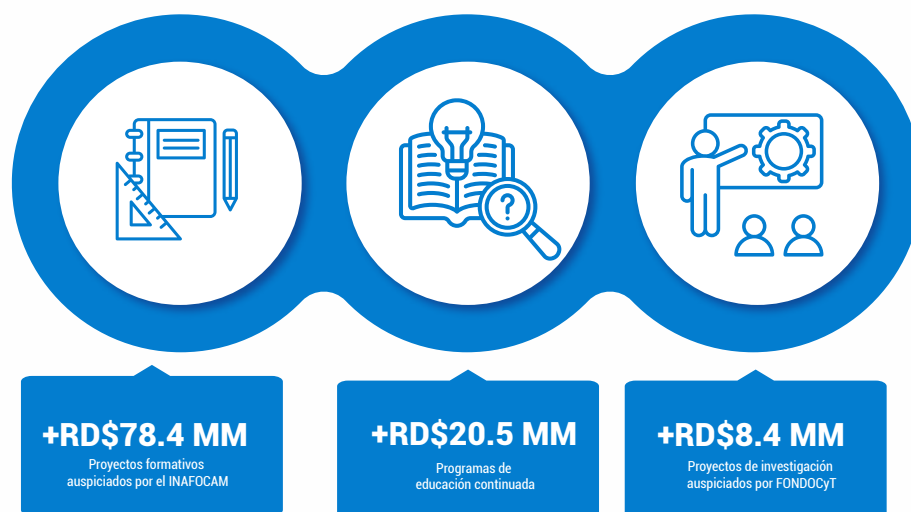 ?
+RD$78.4 MM
Proyectos formativos
auspiciados por el INAFOCAM
+RD$20.5 MM
Programas de
educación continuada
+RD$8.4 MM
Proyectos de investigación
auspiciados por FONDOCyT